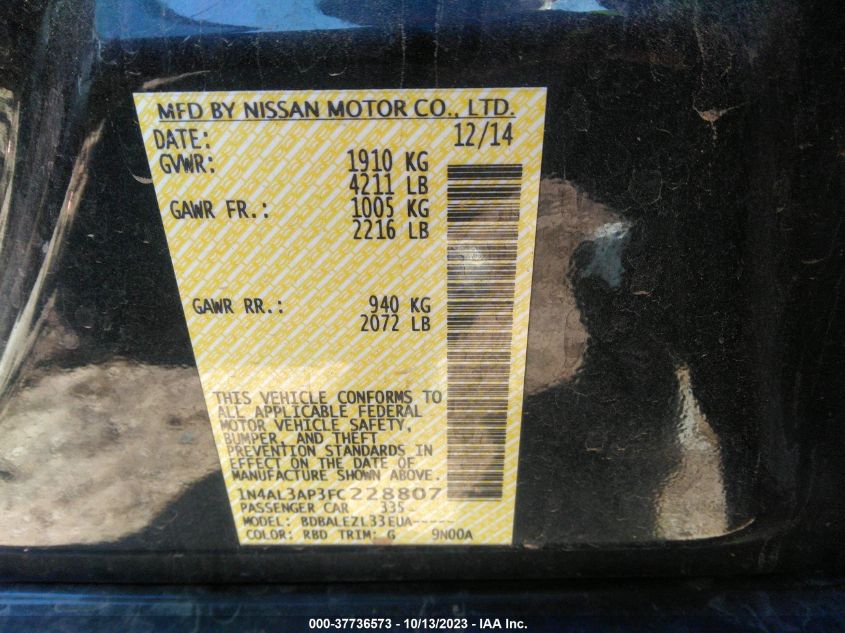 MFD BY NISSAN MOTOR CO., LTD.
DATE: 12/14
GVWR: 1910 KG
4211 LB
GAWR FR.: 1005 KG
2216 LB
GAWR RR.: 940 KG
2072 LB
THIS VEHICLE CONFORMS TO
ALL APPLICABLE FEDERAL
MOTOR VEHICLE SAFETY,
BUMPER, AND THEFT
PREVENTION STANDARDS IN
EFFECT ON THE DATE OF
MANUFACTURE SHOWN ABOVE.
1N4AL3AP3FC228807
PASSENGER CAR 335
MODEL: BDBALEZL33EUA-----
COLOR: RBD TRIM: G 9N00A
000-37736573 - 10/13/2023 - IAA Inc.